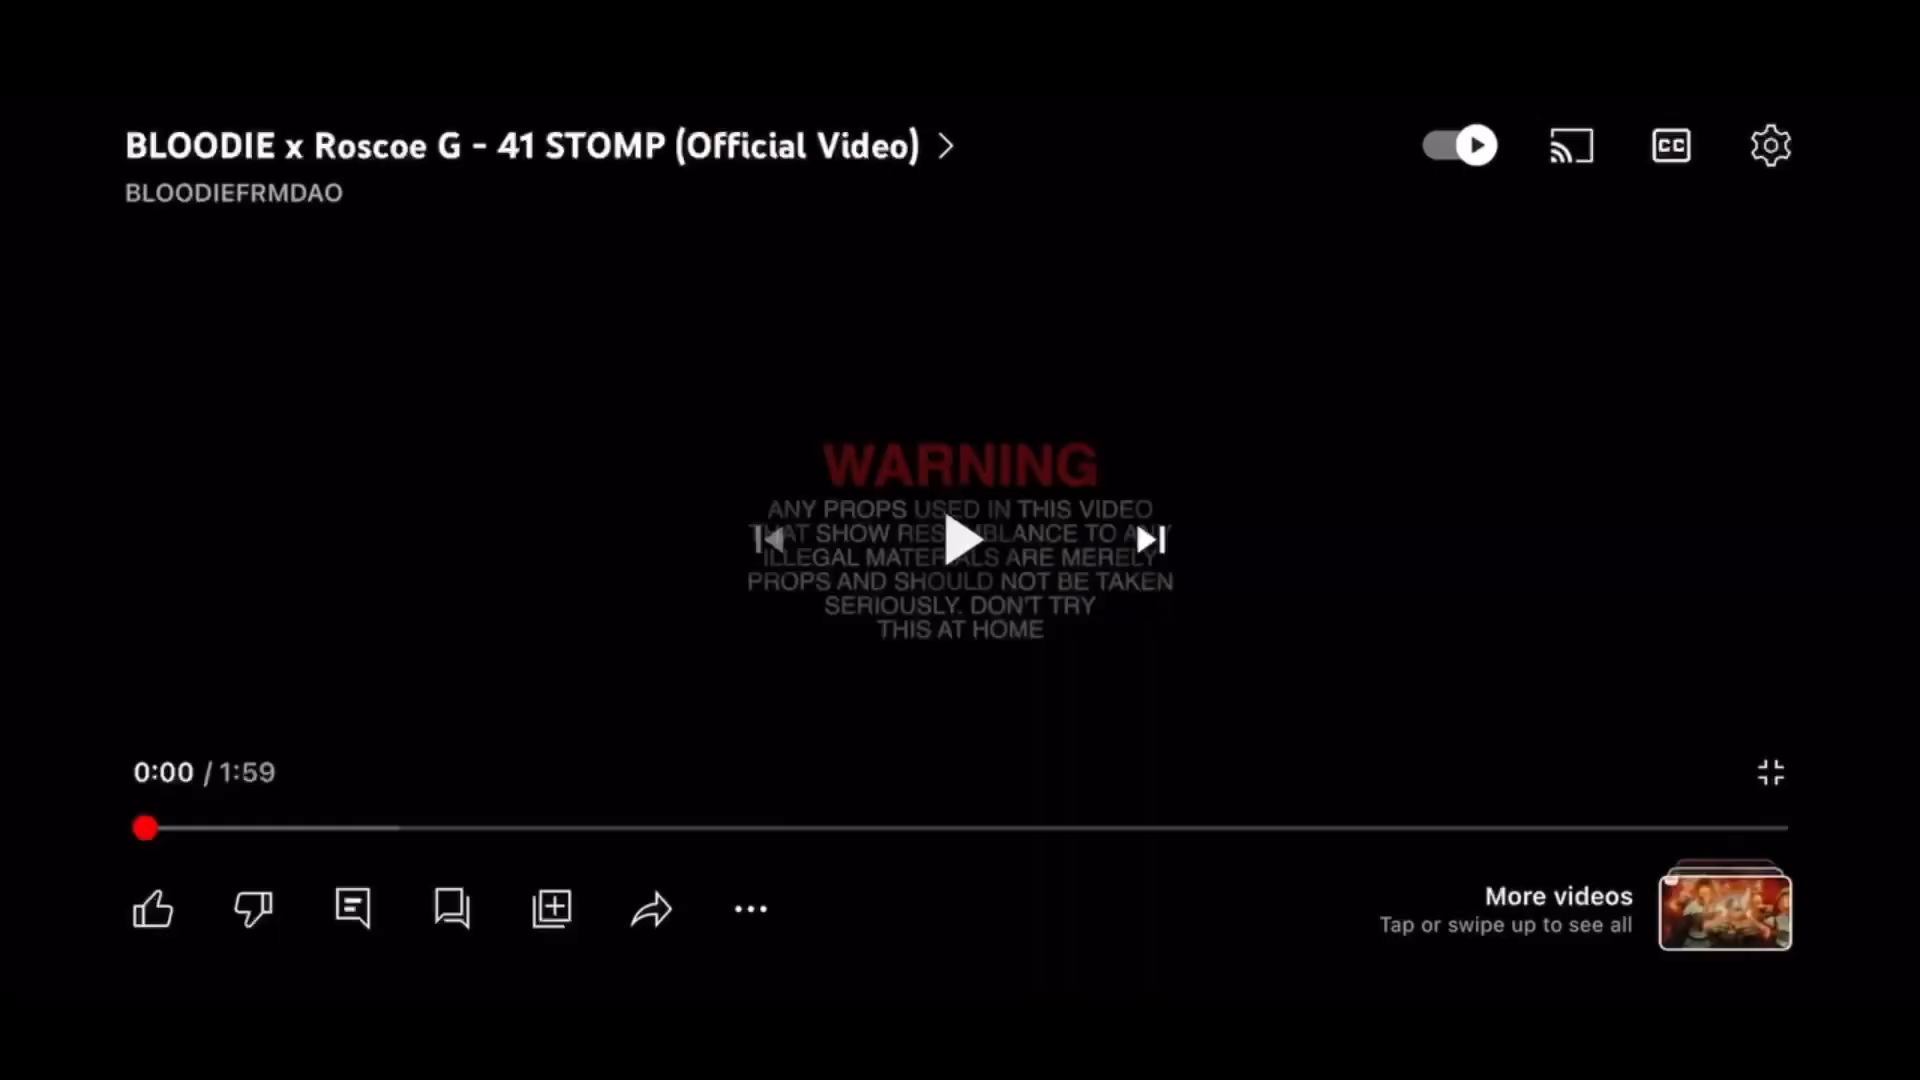 BLOODIE x Roscoe G - 41 STOMP (Official Video)
BLOODIEFRMDAO
CC
WARNING
ANY PROPS USED IN THIS VIDEO
THAT SHOW RESEMBLANCE TO ANY
ILLEGAL MATERIALS ARE MERELY
PROPS AND SHOULD NOT BE TAKEN
SERIOUSLY. DON'T TRY
THIS AT HOME
0:00 / 1:59
More videos
Tap or swipe up to see all